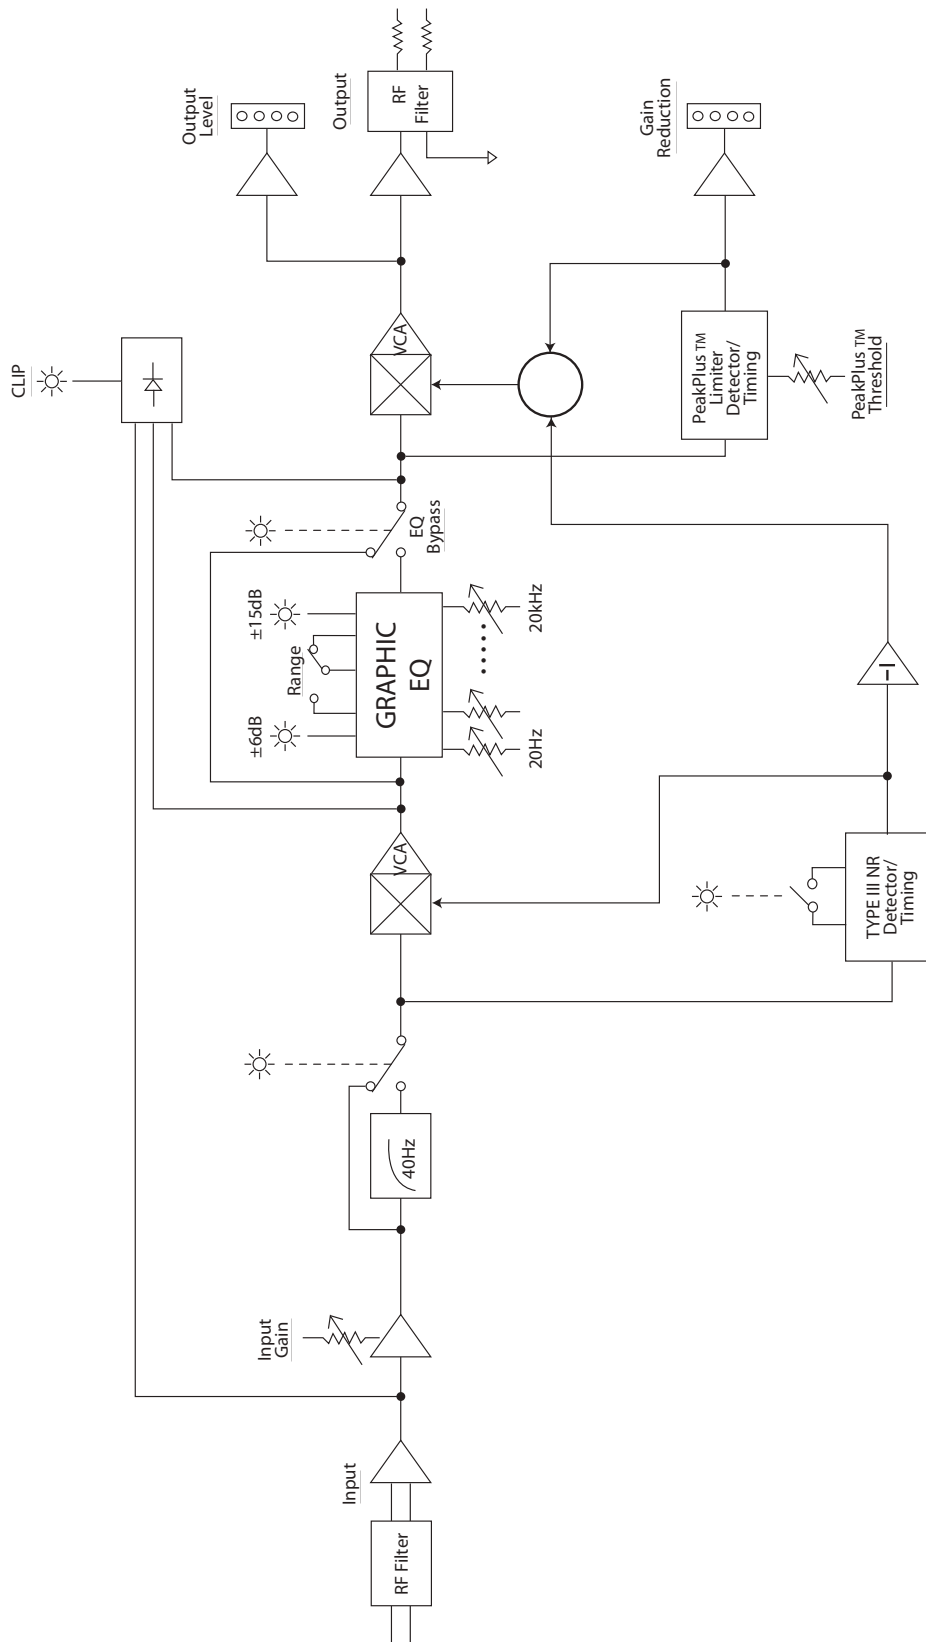 RF Filter
Input
Input
Gain
40Hz
VCA
TYPE III NR
Detector/
Timing
-1
±6dB
Range
±15dB
GRAPHIC
EQ
20Hz
20kHz
EQ
Bypass
CLIP
VCA
PeakPlus™
Limiter
Detector/
Timing
PeakPlus™
Threshold
Output
Level
Output
RF
Filter
Gain
Reduction